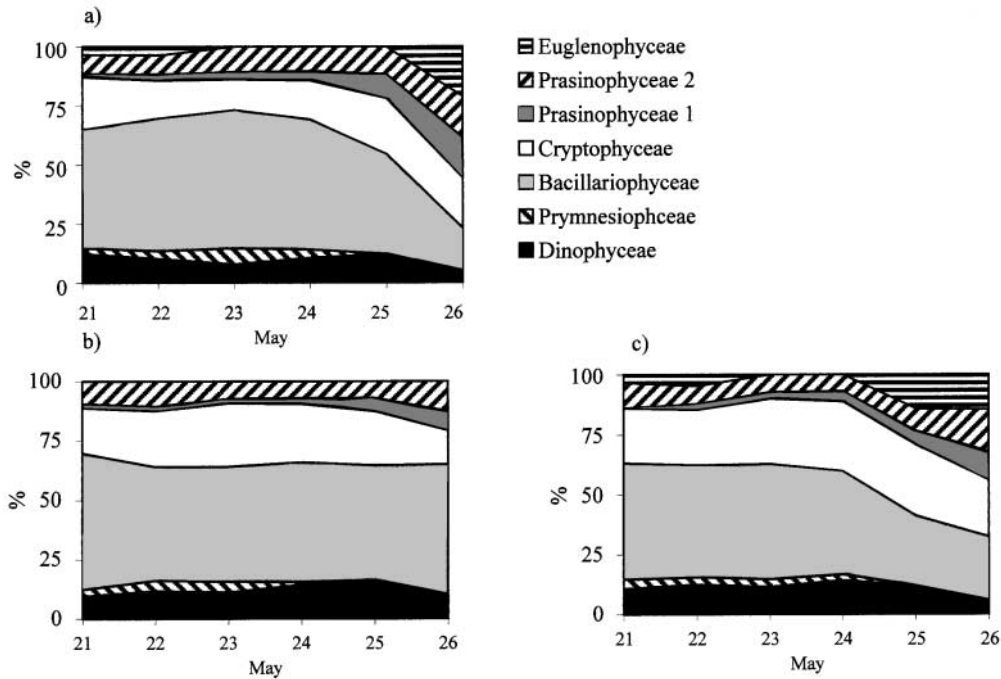 a)
100
75
50
25
0
%
21 22 23 24 25 26
May
Euglenophyceae
Prasinophyceae 2
Prasinophyceae 1
Cryptophyceae
Bacillariophyceae
Prymnesiophceae
Dinophyceae
b)
100
75
50
25
0
%
21 22 23 24 25 26
May
c)
100
75
50
25
0
%
21 22 23 24 25 26
May